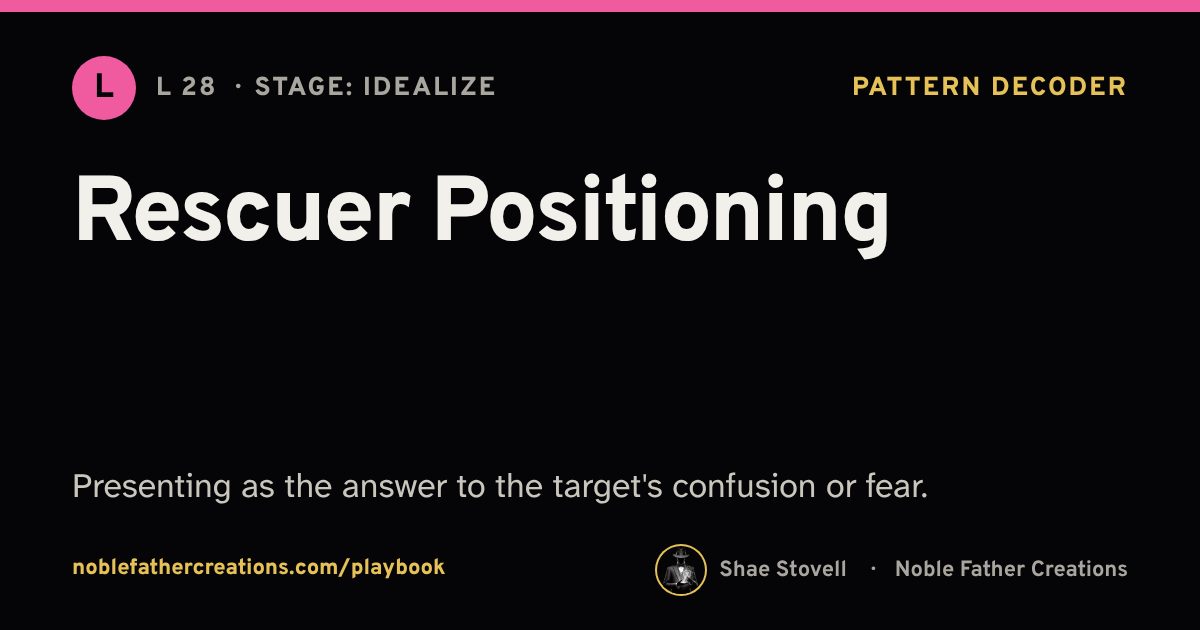 L
L 28 · STAGE: IDEALIZE
PATTERN DECODER
Rescuer Positioning
Presenting as the answer to the target's confusion or fear.
noblefathercreations.com/playbook
Shae Stovell · Noble Father Creations